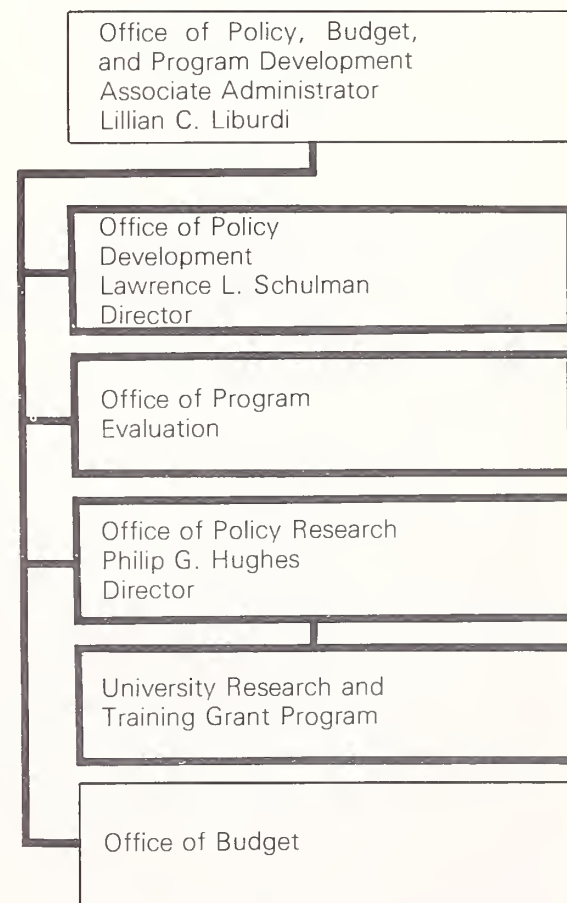 Office of Policy, Budget,
and Program Development
Associate Administrator
Lillian C. Liburdi
Office of Policy
Development
Lawrence L. Schulman
Director
Office of Program
Evaluation
Office of Policy Research
Philip G. Hughes
Director
University Research and
Training Grant Program
Office of Budget